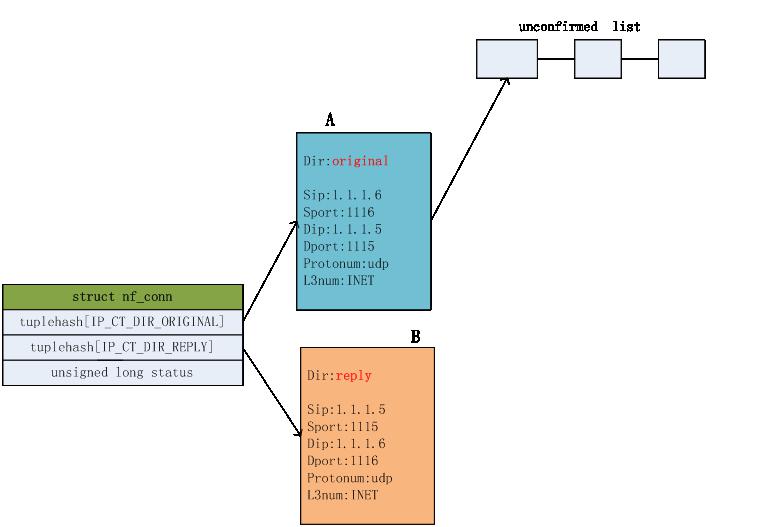 unconfirmed list
A
Dir:original
Sip:1.1.1.6
Sport:1116
Dip:1.1.1.5
Dport:1115
Protonum:udp
L3num:INET
struct nf_conn
tuplehash[IP_CT_DIR_ORIGINAL]
tuplehash[IP_CT_DIR_REPLY]
unsigned long status
B
Dir:reply
Sip:1.1.1.5
Sport:1115
Dip:1.1.1.6
Dport:1116
Protonum:udp
L3num:INET